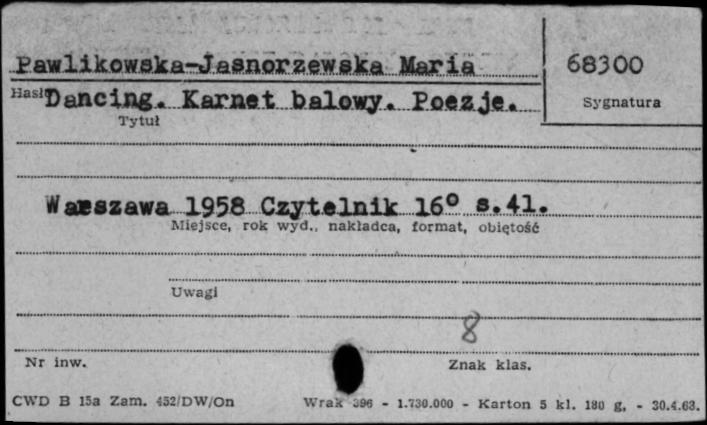 Pawlikowska-Jasnorzewska Maria
68300
Hasło
Dancing. Karnet balowy. Poezje.
Sygnatura
Tytuł
Warszawa 1958 Czytelnik 16° s.41.
Miejsce, rok wyd., nakładca, format, obiętość
Uwagi
8
Nr inw.
Znak klas.
CWD B 15a Zam. 452/DW/On
Wrak 396 - 1.730.000 - Karton 5 kl. 180 g, - 30.4.63.